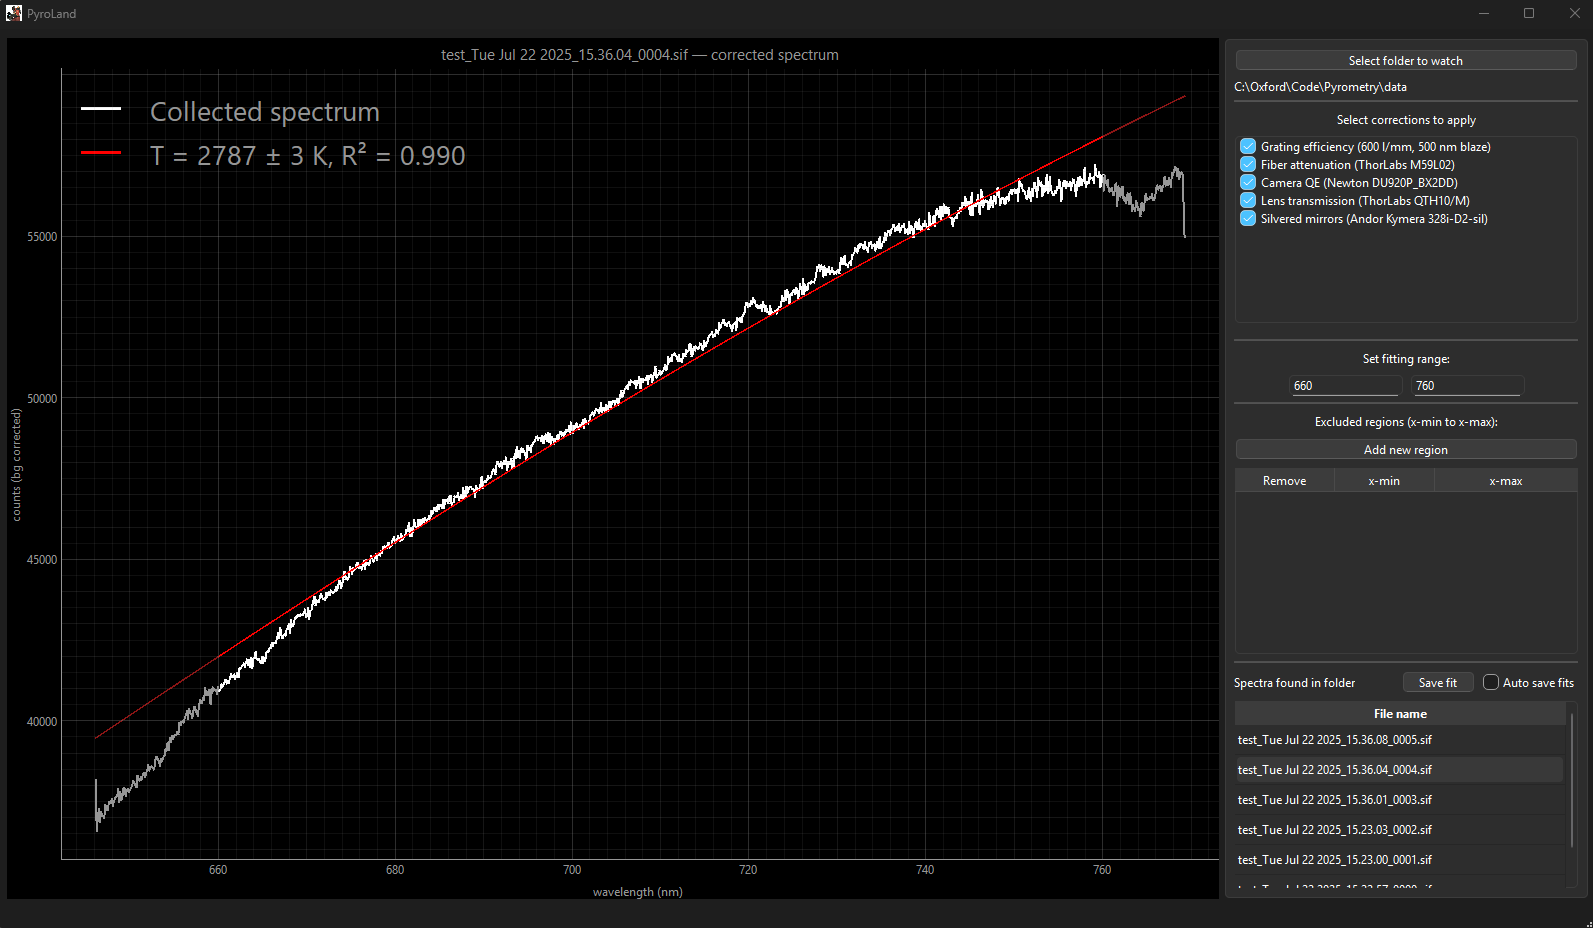 PyroLand
test_Tue Jul 22 2025_15.36.04_0004.sif — corrected spectrum
Collected spectrum
T = 2787 ± 3 K, R² = 0.990
55000
50000
45000
40000
counts (bg corrected)
660 680 700 720 740 760
wavelength (nm)
Select folder to watch
C:\Oxford\Code\Pyrometry\data
Select corrections to apply
Grating efficiency (600 l/mm, 500 nm blaze)
Fiber attenuation (ThorLabs M59L02)
Camera QE (Newton DU920P_BX2DD)
Lens transmission (ThorLabs QTH10/M)
Silvered mirrors (Andor Kymera 328i-D2-sil)
Set fitting range:
660 760
Excluded regions (x-min to x-max):
Add new region
Remove x-min x-max
Spectra found in folder Save fit Auto save fits
File name
test_Tue Jul 22 2025_15.36.08_0005.sif
test_Tue Jul 22 2025_15.36.04_0004.sif
test_Tue Jul 22 2025_15.36.01_0003.sif
test_Tue Jul 22 2025_15.23.03_0002.sif
test_Tue Jul 22 2025_15.23.00_0001.sif